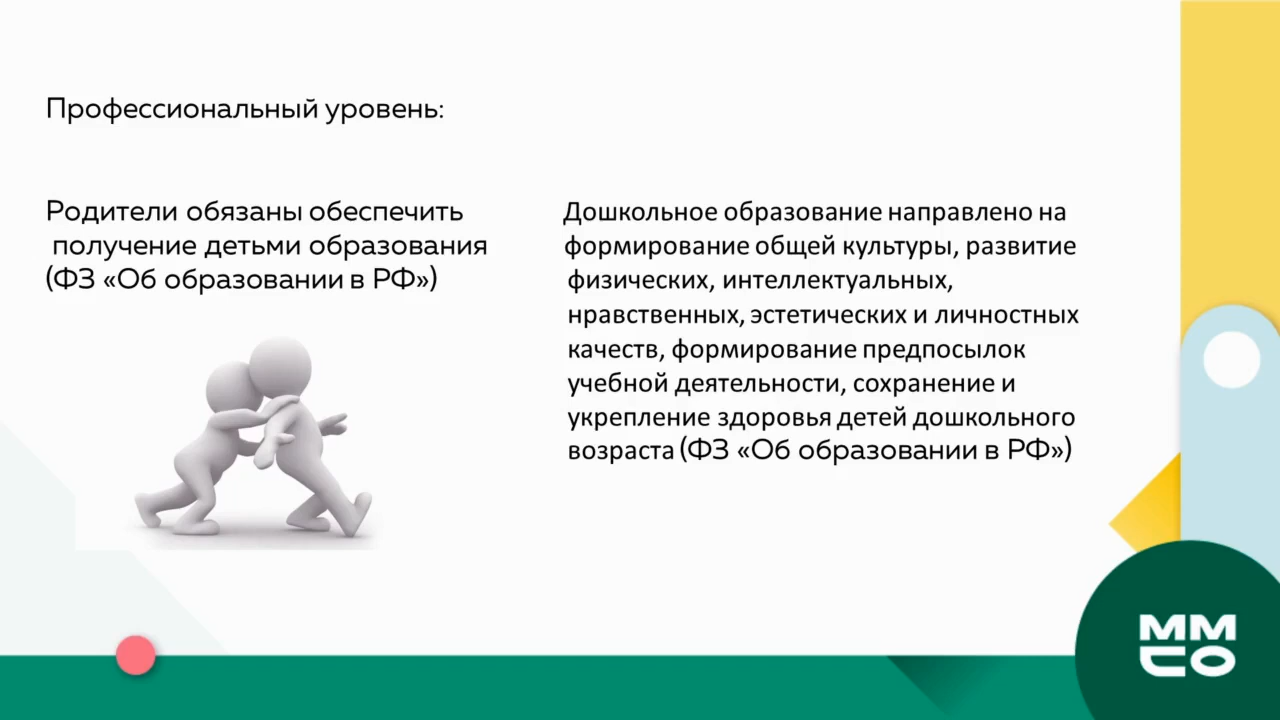 Профессиональный уровень:
Родители обязаны обеспечить
получение детьми образования
(ФЗ «Об образовании в РФ»)
Дошкольное образование направлено на
формирование общей культуры, развитие
физических, интеллектуальных,
нравственных, эстетических и личностных
качеств, формирование предпосылок
учебной деятельности, сохранение и
укрепление здоровья детей дошкольного
возраста (ФЗ «Об образовании в РФ»)
ММ
СО